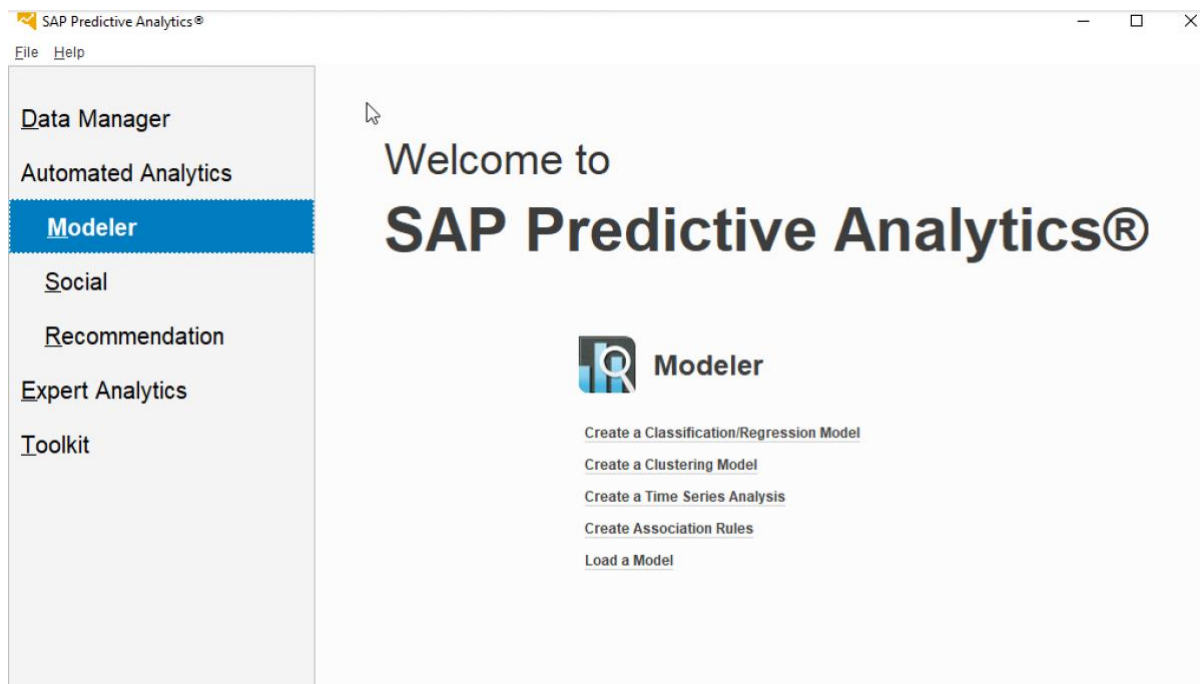 SAP Predictive Analytics®
File Help
Data Manager
Automated Analytics
Modeler
Social
Recommendation
Expert Analytics
Toolkit
Welcome to
SAP Predictive Analytics®
Modeler
Create a Classification/Regression Model
Create a Clustering Model
Create a Time Series Analysis
Create Association Rules
Load a Model